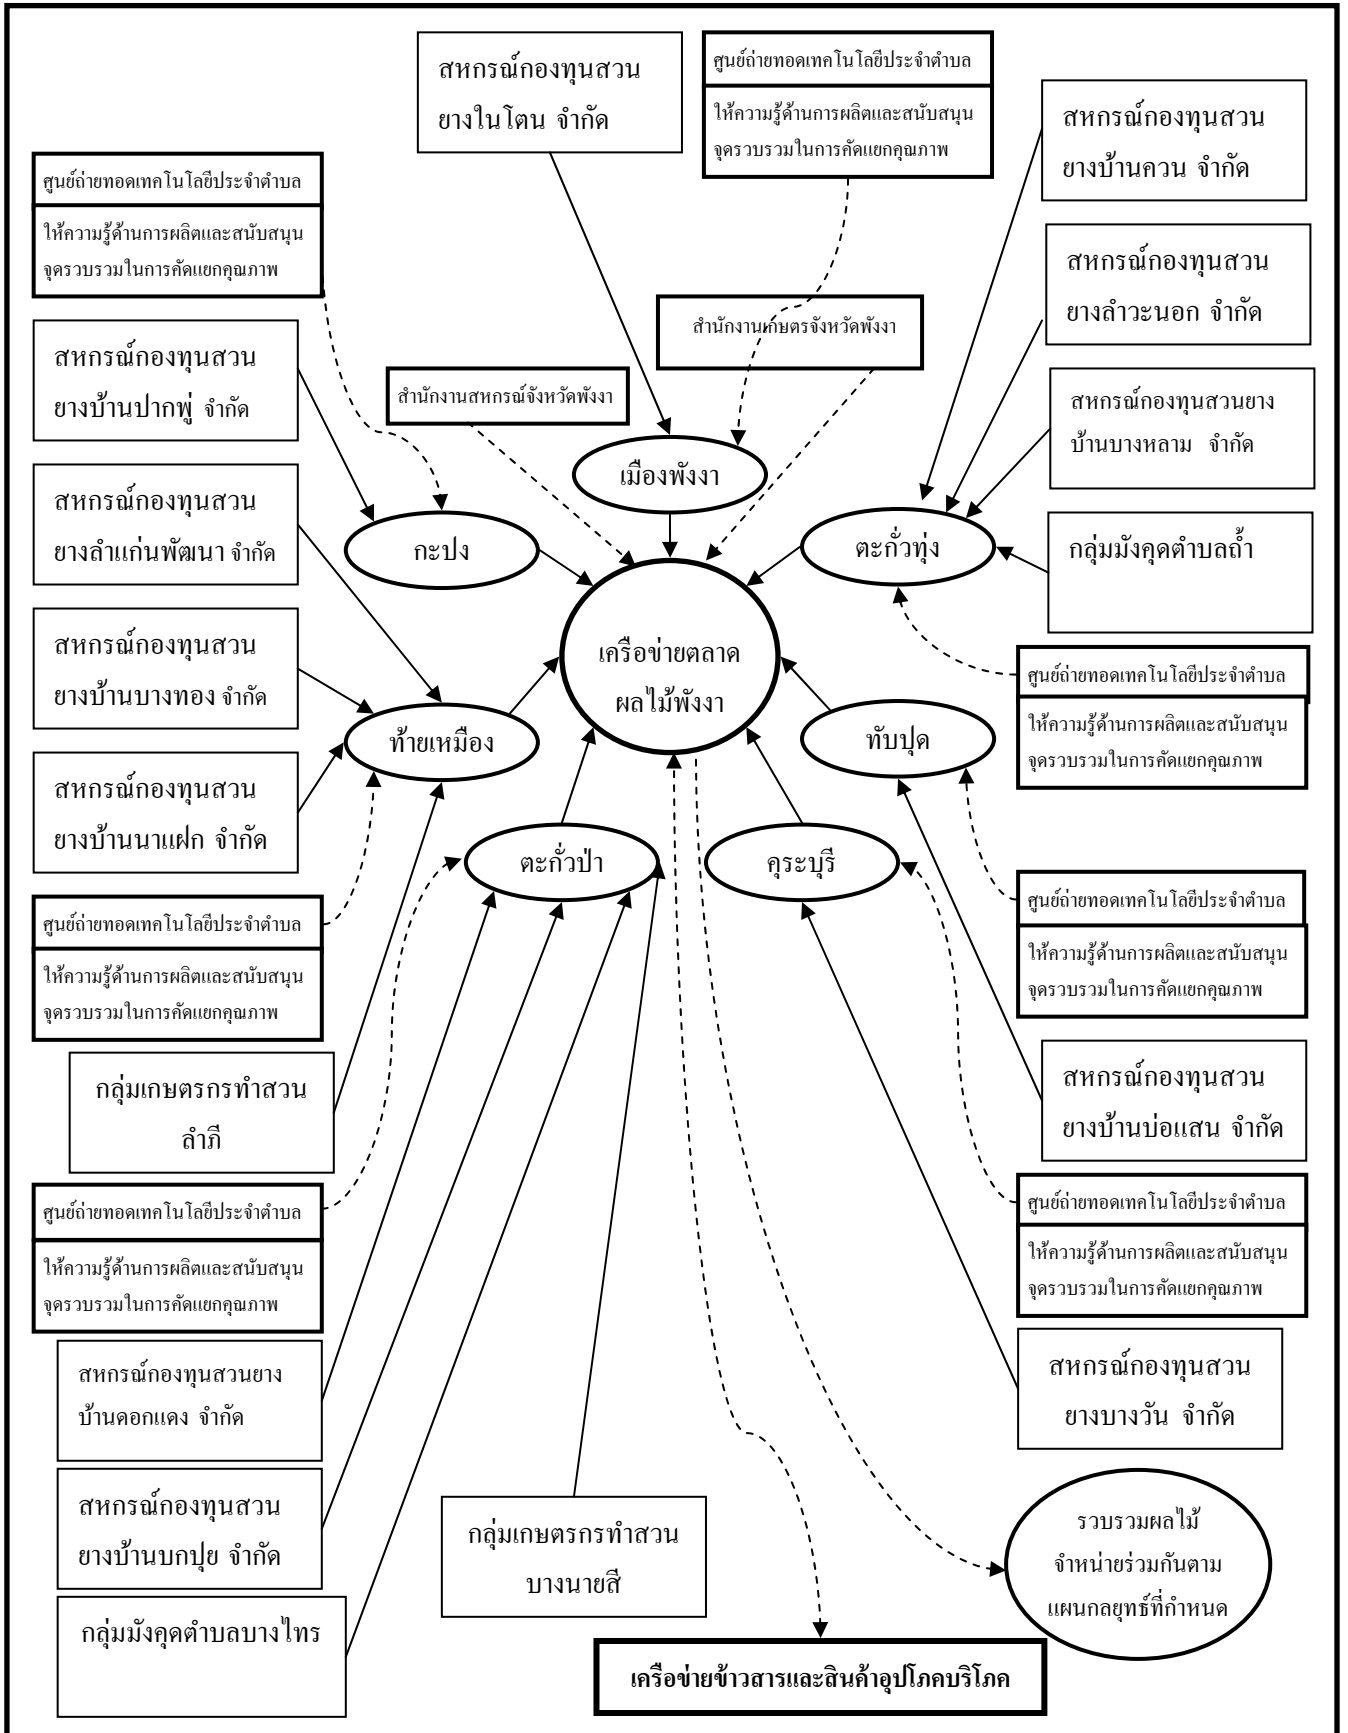 สหกรณ์กองทุนสวน
ยางในโตน จำกัด
ศูนย์ถ่ายทอดเทคโนโลยีประจำตำบล
ให้ความรู้ด้านการผลิตและสนับสนุน
จุดรวบรวมในการคัดแยกคุณภาพ
สหกรณ์กองทุนสวน
ยางบ้านควน จำกัด
ศูนย์ถ่ายทอดเทคโนโลยีประจำตำบล
ให้ความรู้ด้านการผลิตและสนับสนุน
จุดรวบรวมในการคัดแยกคุณภาพ
สหกรณ์กองทุนสวน
ยางลำวะนอก จำกัด
สำนักงานเกษตรจังหวัดพังงา
สหกรณ์กองทุนสวน
ยางบ้านปากพู่ จำกัด
สำนักงานสหกรณ์จังหวัดพังงา
สหกรณ์กองทุนสวนยาง
บ้านบางหลาม จำกัด
เมืองพังงา
สหกรณ์กองทุนสวน
ยางลำแก่นพัฒนา จำกัด
กะปง
ตะกั่วทุ่ง
กลุ่มมังคุดตำบลถ้ำ
สหกรณ์กองทุนสวน
ยางบ้านบางทอง จำกัด
เครือข่ายตลาด
ผลไม้พังงา
ศูนย์ถ่ายทอดเทคโนโลยีประจำตำบล
ให้ความรู้ด้านการผลิตและสนับสนุน
จุดรวบรวมในการคัดแยกคุณภาพ
ท้ายเหมือง
ทับปุด
สหกรณ์กองทุนสวน
ยางบ้านนาแฝก จำกัด
ตะกั่วป่า
คุระบุรี
ศูนย์ถ่ายทอดเทคโนโลยีประจำตำบล
ให้ความรู้ด้านการผลิตและสนับสนุน
จุดรวบรวมในการคัดแยกคุณภาพ
ศูนย์ถ่ายทอดเทคโนโลยีประจำตำบล
ให้ความรู้ด้านการผลิตและสนับสนุน
จุดรวบรวมในการคัดแยกคุณภาพ
กลุ่มเกษตรกรทำสวน
ลำภี
สหกรณ์กองทุนสวน
ยางบ้านบ่อแสน จำกัด
ศูนย์ถ่ายทอดเทคโนโลยีประจำตำบล
ให้ความรู้ด้านการผลิตและสนับสนุน
จุดรวบรวมในการคัดแยกคุณภาพ
ศูนย์ถ่ายทอดเทคโนโลยีประจำตำบล
ให้ความรู้ด้านการผลิตและสนับสนุน
จุดรวบรวมในการคัดแยกคุณภาพ
สหกรณ์กองทุนสวนยาง
บ้านดอกแดง จำกัด
สหกรณ์กองทุนสวน
ยางบางวัน จำกัด
สหกรณ์กองทุนสวน
ยางบ้านบกปุย จำกัด
กลุ่มเกษตรกรทำสวน
บางนายสี
รวบรวมผลไม้
จำหน่ายร่วมกันตาม
แผนกลยุทธ์ที่กำหนด
กลุ่มมังคุดตำบลบางไทร
เครือข่ายข้าวสารและสินค้าอุปโภคบริโภค